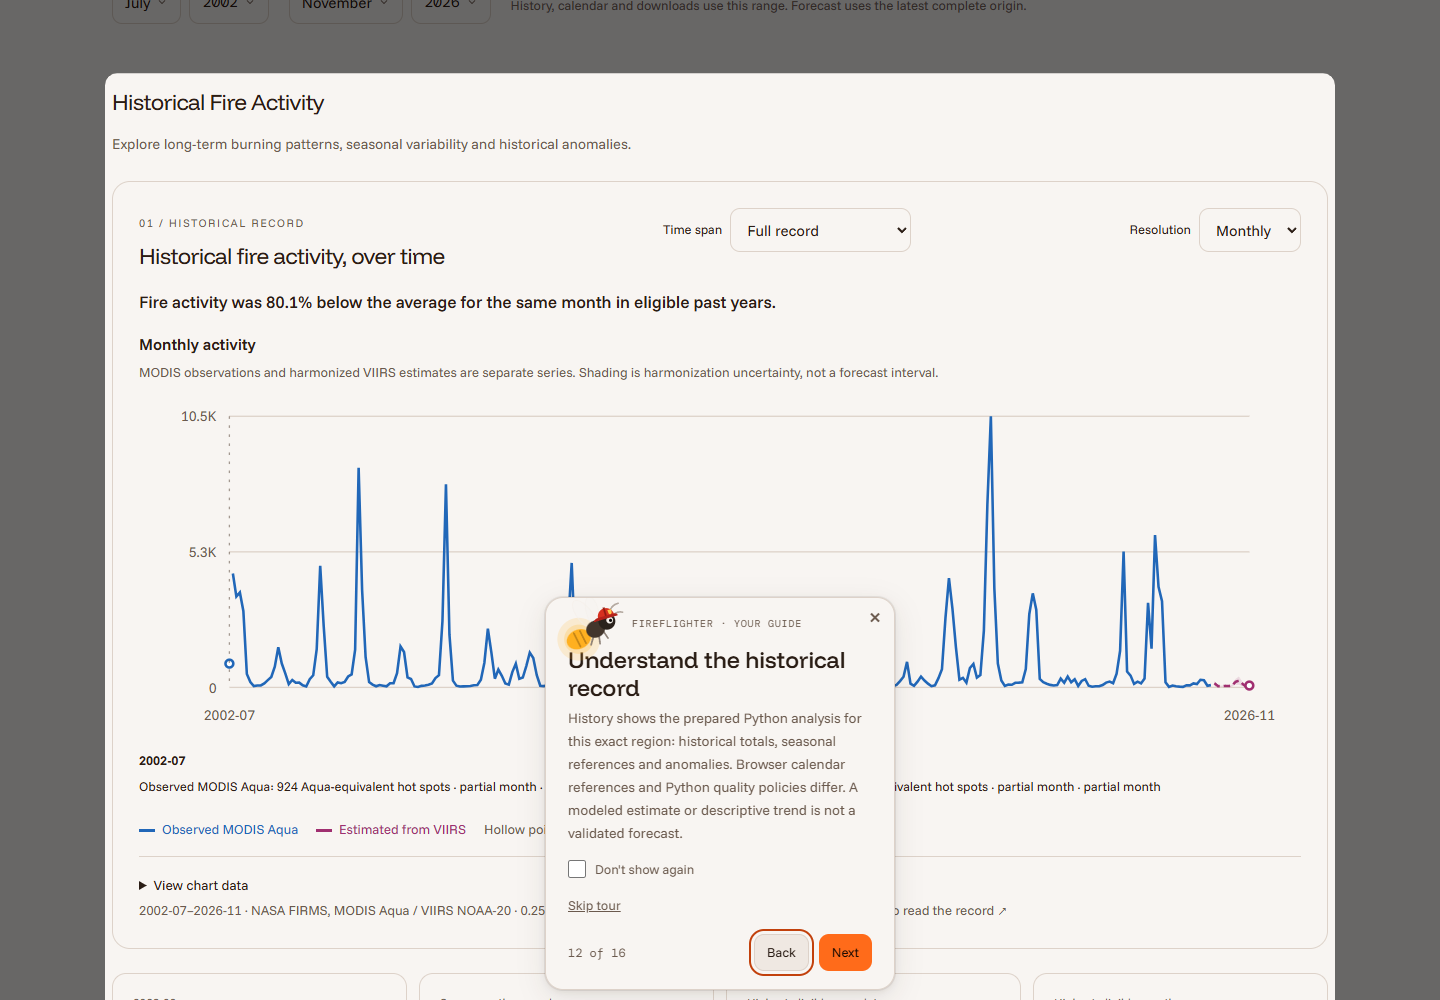 July
2002
November
2026
History, calendar and downloads use this range. Forecast uses the latest complete origin.
Historical Fire Activity
Explore long-term burning patterns, seasonal variability and historical anomalies.
01 / HISTORICAL RECORD
Time span
Full record
Resolution
Monthly
Historical fire activity, over time
Fire activity was 80.1% below the average for the same month in eligible past years.
Monthly activity
MODIS observations and harmonized VIIRS estimates are separate series. Shading is harmonization uncertainty, not a forecast interval.
10.5K
5.3K
0
2002-07
2026-11
2002-07
Observed MODIS Aqua: 924 Aqua-equivalent hot spots · partial month ·
hot spots · partial month · partial month
Observed MODIS Aqua
Estimated from VIIRS
Hollow
View chart data
2002-07–2026-11 · NASA FIRMS, MODIS Aqua / VIIRS NOAA-20 · 0.25
read the record ↗
FIREFLIGHTER · YOUR GUIDE
×
Understand the historical
record
History shows the prepared Python analysis for
this exact region: historical totals, seasonal
references and anomalies. Browser calendar
references and Python quality policies differ. A
modeled estimate or descriptive trend is not a
validated forecast.
Don't show again
Skip tour
12 of 16
Back
Next